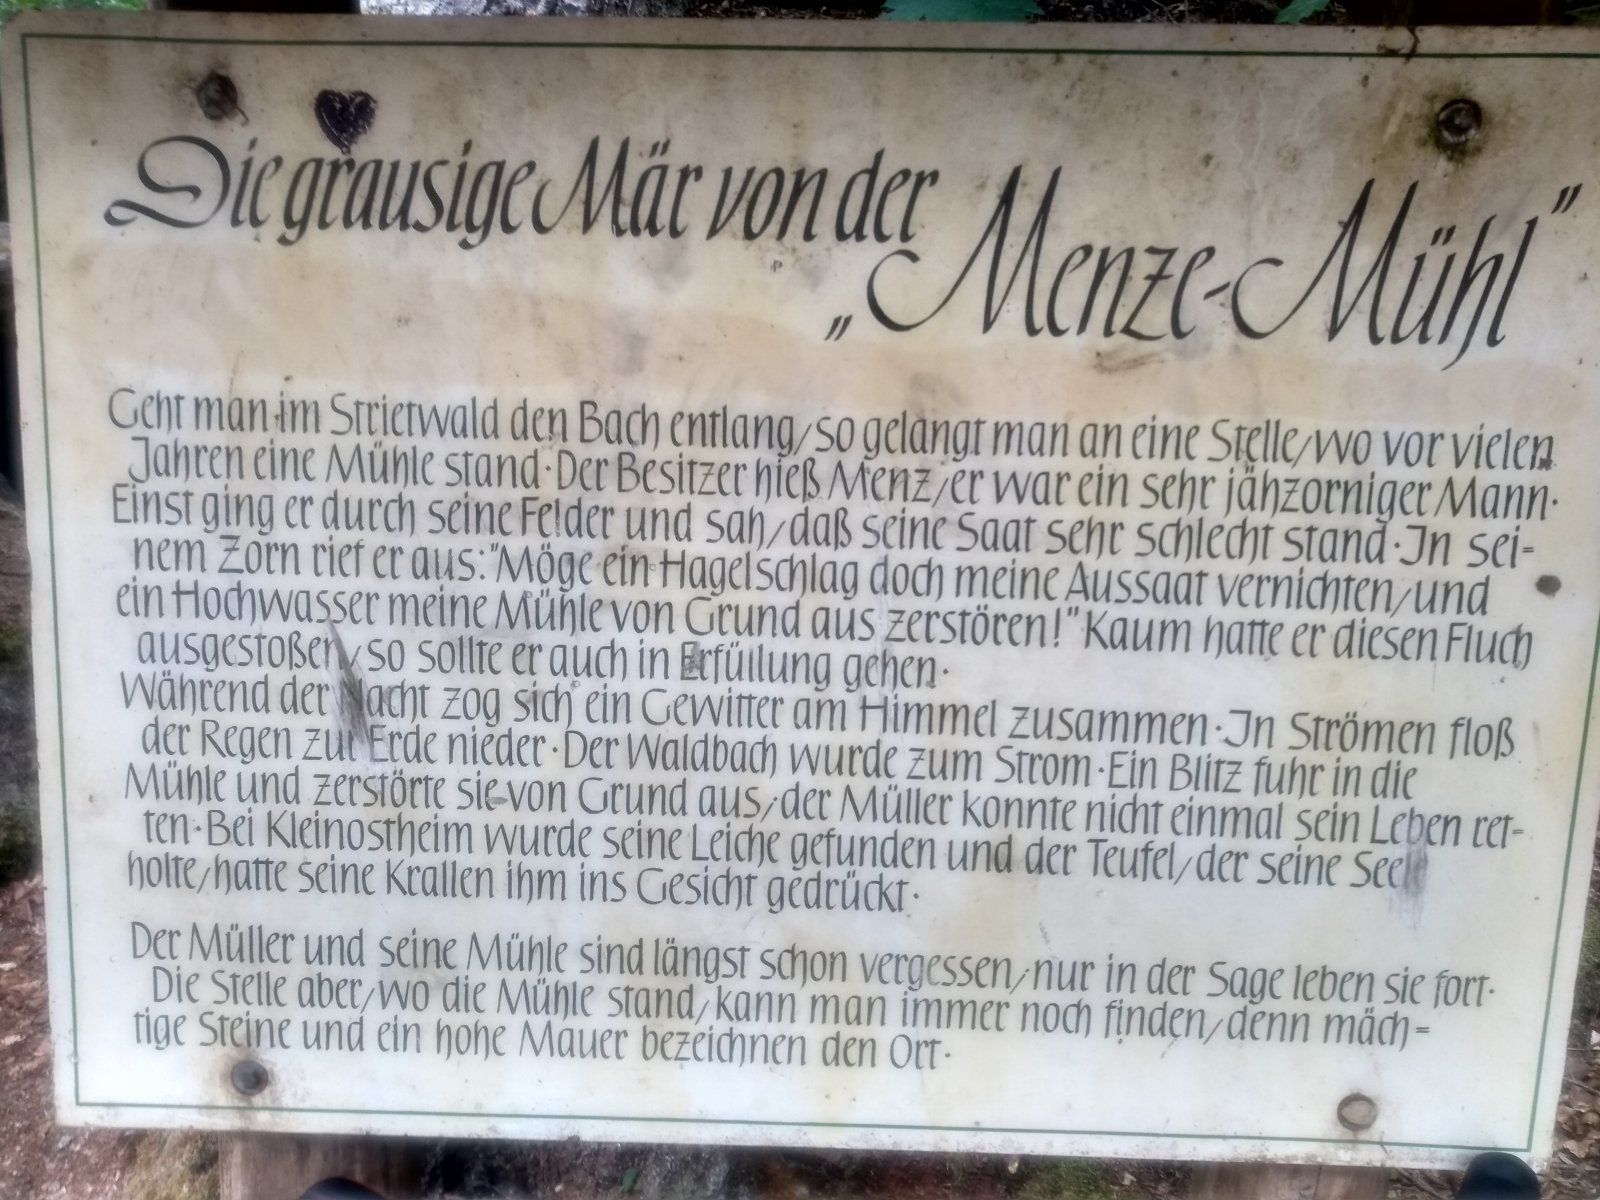 Die grausige Mär von der
„Menze-Mühl"
Geht man im Strietwald den Bach entlang, so gelangt man an eine Stelle, wo vor vielen
Jahren eine Mühle stand. Der Besitzer hieß Menz, er war ein sehr jähzorniger Mann.
Einst ging er durch seine Felder und sah, daß seine Saat sehr schlecht stand. In sei=
nem Zorn rief er aus: "Möge ein Hagelschlag doch meine Aussaat vernichten, und
ein Hochwasser meine Mühle von Grund aus zerstören!" Kaum hatte er diesen Fluch
ausgestoßen, so sollte er auch in Erfüllung gehen.
Während der Nacht zog sich ein Gewitter am Himmel zusammen. In Strömen floß
der Regen zur Erde nieder. Der Waldbach wurde zum Strom. Ein Blitz fuhr in die
Mühle und zerstörte sie von Grund aus, der Müller konnte nicht einmal sein Leben ret=
ten. Bei Kleinostheim wurde seine Leiche gefunden und der Teufel, der seine Seele
holte, hatte seine Krallen ihm ins Gesicht gedrückt.
Der Müller und seine Mühle sind längst schon vergessen, nur in der Sage leben sie fort.
Die Stelle aber, wo die Mühle stand, kann man immer noch finden, denn mäch=
tige Steine und ein hohe Mauer bezeichnen den Ort.